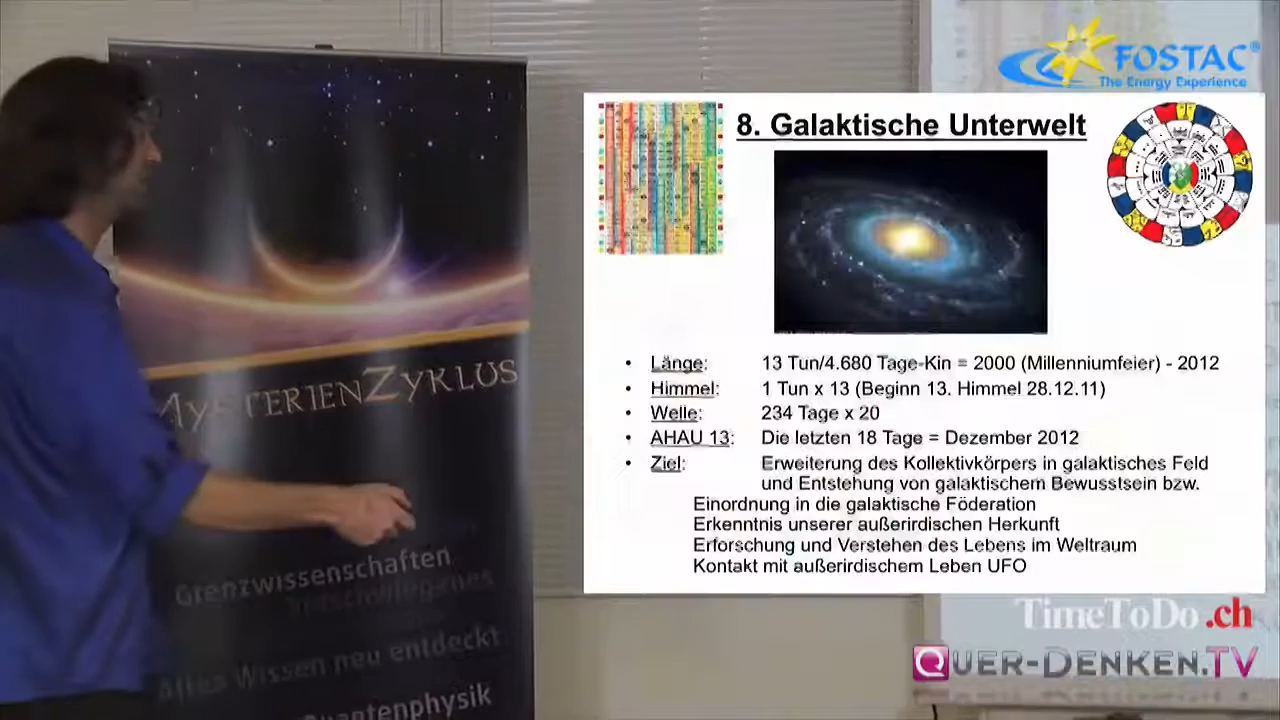 FOSTAC®
The Energy Experience
8. Galaktische Unterwelt
• Länge: 13 Tun/4.680 Tage-Kin = 2000 (Millenniumfeier) - 2012
• Himmel: 1 Tun x 13 (Beginn 13. Himmel 28.12.11)
• Welle: 234 Tage x 20
• AHAU 13: Die letzten 18 Tage = Dezember 2012
• Ziel: Erweiterung des Kollektivkörpers in galaktisches Feld
und Entstehung von galaktischem Bewusstsein bzw.
Einordnung in die galaktische Föderation
Erkenntnis unserer außerirdischen Herkunft
Erforschung und Verstehen des Lebens im Weltraum
Kontakt mit außerirdischem Leben UFO
MYSTERIENZYKLUS
Grenzwissenschaften
Altes Wissen neu entdeckt
Quantenphysik
TimeToDo.ch
QUER-DENKEN.TV